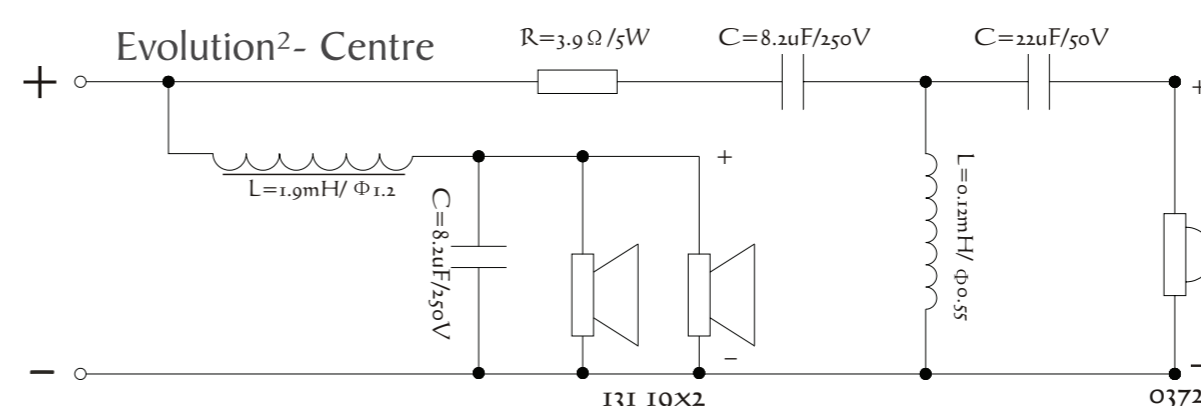 Evolution²- Centre
R=3.9Ω/5W
C=8.2uF/250V
C=22uF/50V
+
+
L=1.9mH/ Φ1.2
+
C=8.2uF/250V
L=0.12mH/ Φ0.55
–
–
–
131 19x2
0372